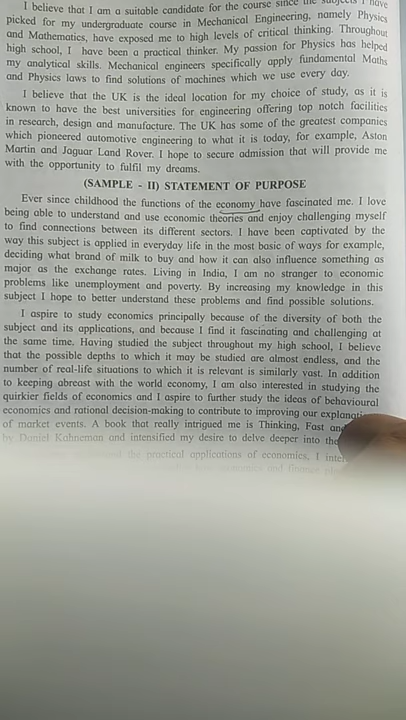 I believe that I am a suitable candidate for the course since the subjects I have
picked for my undergraduate course in Mechanical Engineering, namely Physics
and Mathematics, have exposed me to high levels of critical thinking. Throughout
high school, I have been a practical thinker. My passion for Physics has helped
my analytical skills. Mechanical engineers specifically apply fundamental Maths
and Physics laws to find solutions of machines which we use every day.
I believe that the UK is the ideal location for my choice of study, as it is
known to have the best universities for engineering offering top notch facilities
in research, design and manufacture. The UK has some of the greatest companies
which pioneered automotive engineering to what it is today, for example, Aston
Martin and Jaguar Land Rover. I hope to secure admission that will provide me
with the opportunity to fulfil my dreams.
(SAMPLE - II) STATEMENT OF PURPOSE
Ever since childhood the functions of the economy have fascinated me. I love
being able to understand and use economic theories and enjoy challenging myself
to find connections between its different sectors. I have been captivated by the
way this subject is applied in everyday life in the most basic of ways for example,
deciding what brand of milk to buy and how it can also influence something as
major as the exchange rates. Living in India, I am no stranger to economic
problems like unemployment and poverty. By increasing my knowledge in this
subject I hope to better understand these problems and find possible solutions.
I aspire to study economics principally because of the diversity of both the
subject and its applications, and because I find it fascinating and challenging at
the same time. Having studied the subject throughout my high school, I believe
that the possible depths to which it may be studied are almost endless, and the
number of real-life situations to which it is relevant is similarly vast. In addition
to keeping abreast with the world economy, I am also interested in studying the
quirkier fields of economics and I aspire to further study the ideas of behavioural
economics and rational decision-making to contribute to improving our
of market events. A book that really intrigued me is Thinking, Fast and
by Daniel Kahneman and intensified my desire to delve deeper into the
the practical applications of economics, I
economics and